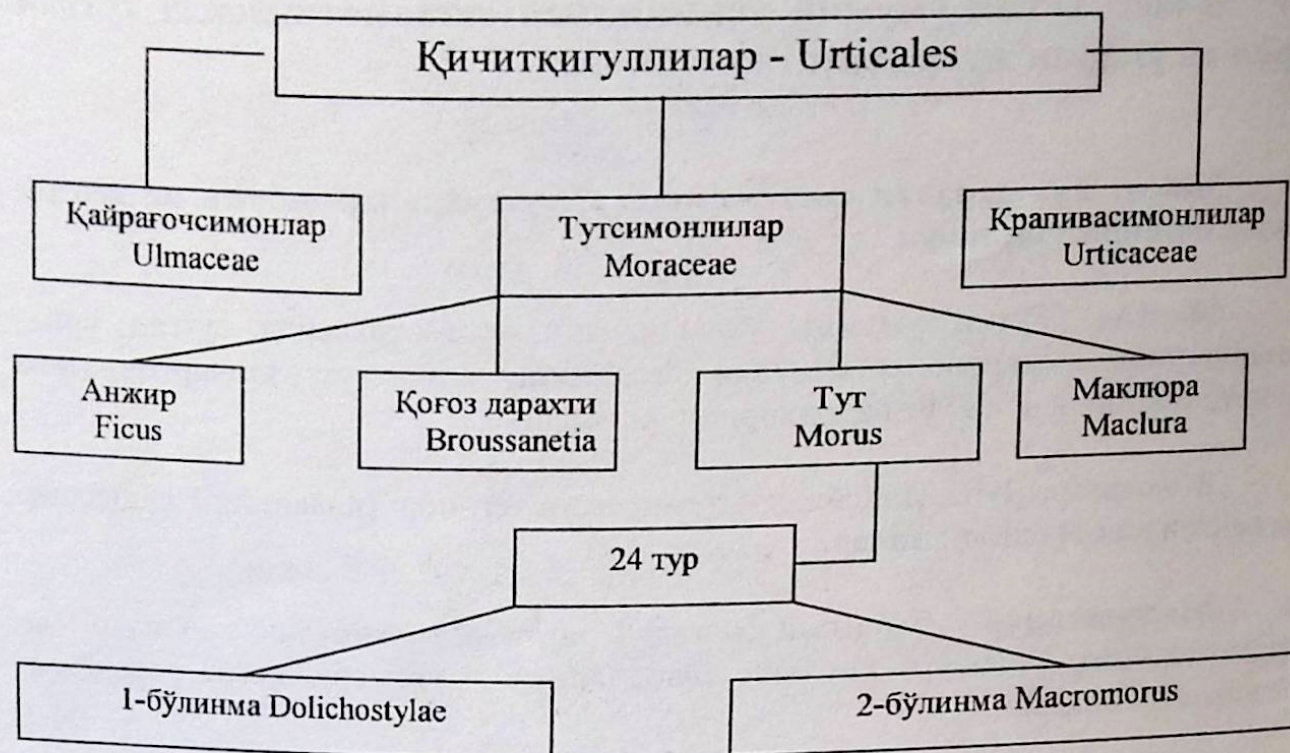 Қичитқигуллилар - Urticales
Қайрағочсимонлар
Ulmaceae
Тутсимонлилар
Moraceae
Крапивасимонлилар
Urticaceae
Анжир
Ficus
Қоғоз дарахти
Broussanetia
Тут
Morus
Маклюра
Maclura
24 тур
1-бўлинма Dolichostylae
2-бўлинма Macromorus